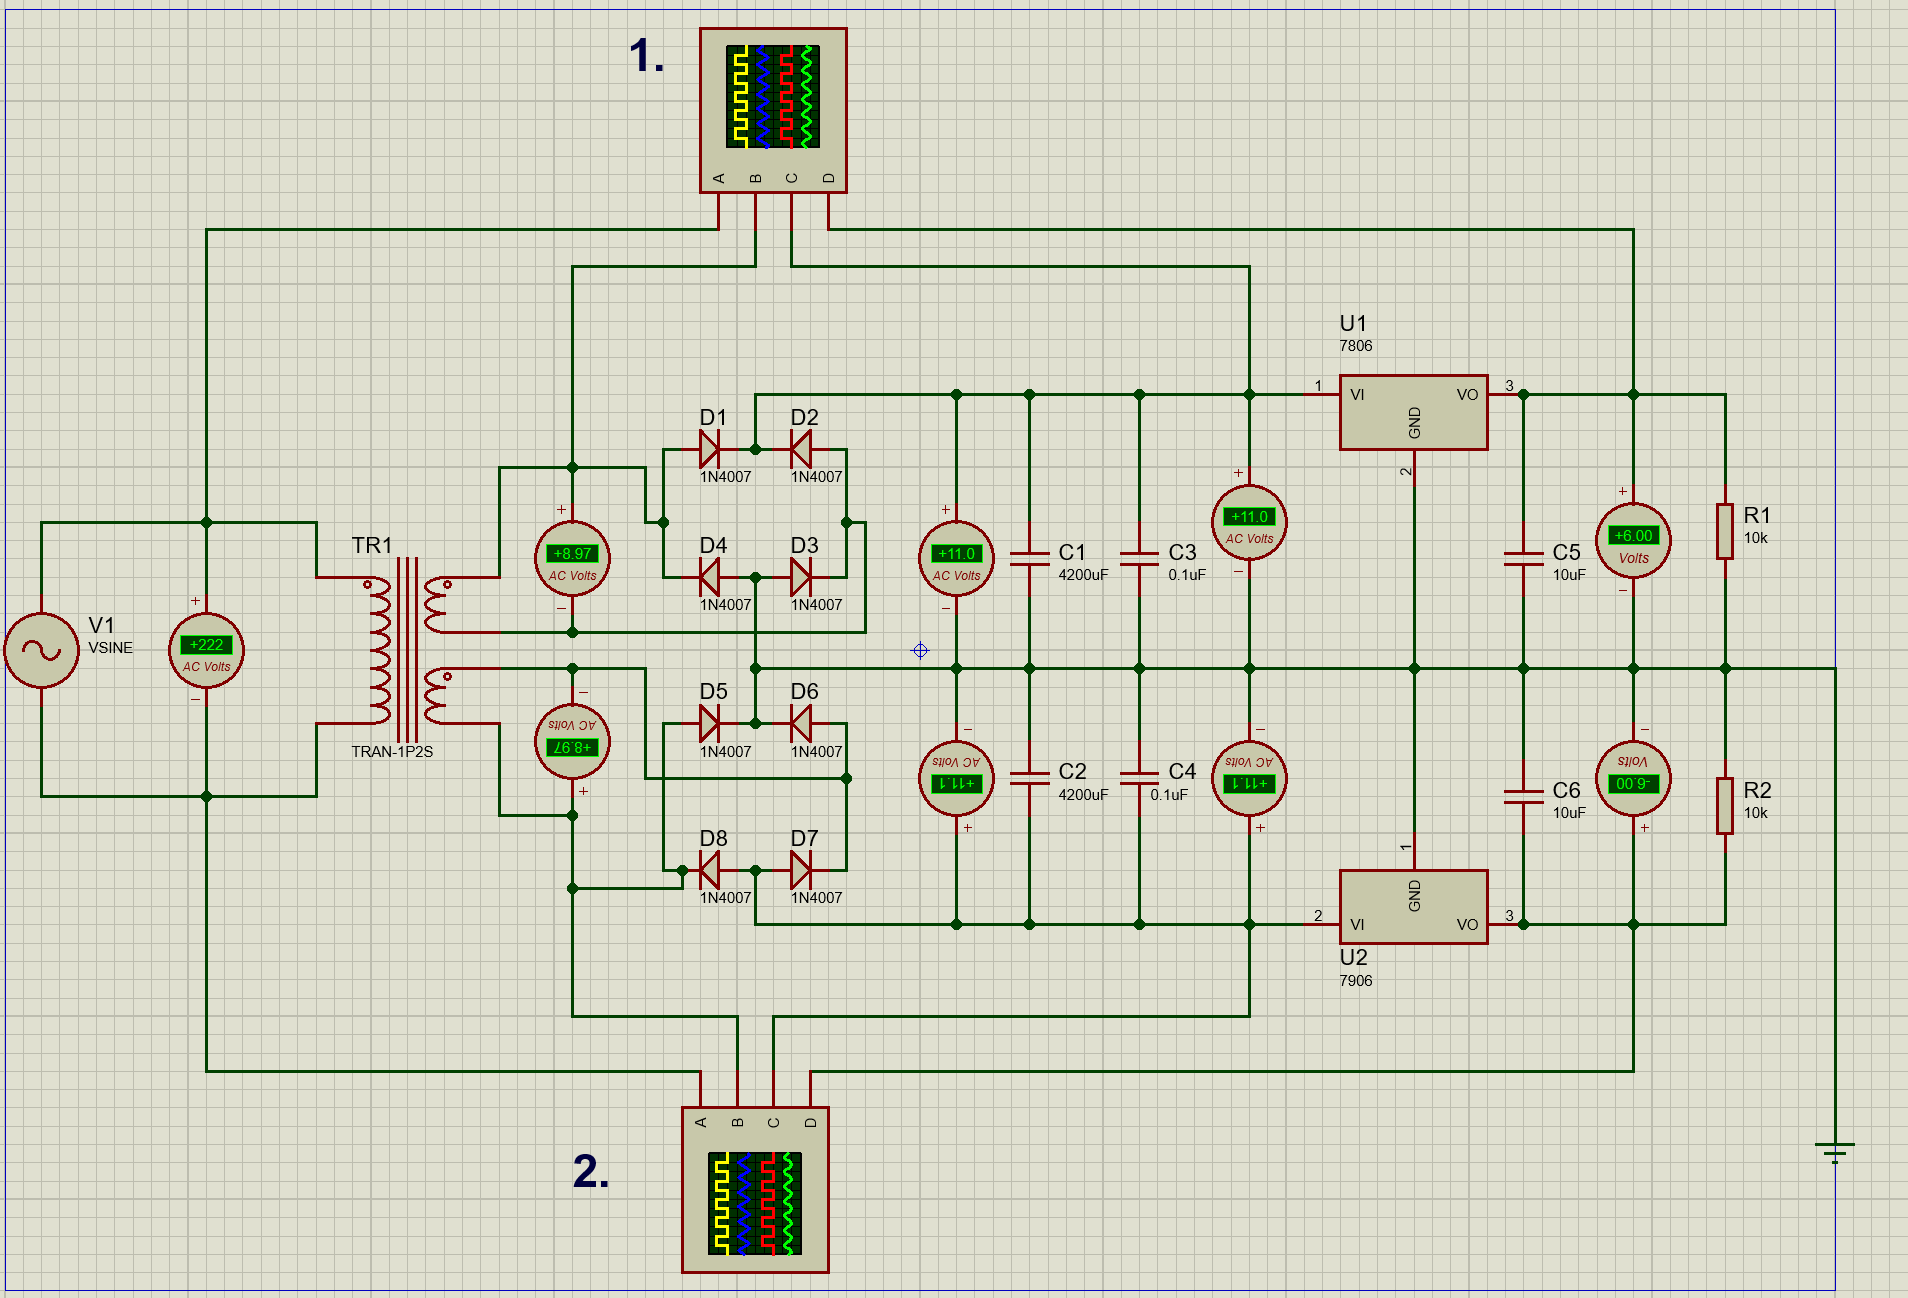 1.
A B C D
U1
7806
1 VI VO 3
GND
2
D1 D2
1N4007 1N4007
D4 D3
1N4007 1N4007
TR1
TRAN-1P2S
V1
VSINE
+
+222
AC Volts
−
+
+8.97
AC Volts
−
+
+11.0
AC Volts
−
C1
4200uF
C3
0.1uF
+
+11.0
AC Volts
−
C5
10uF
+
+6.00
Volts
−
R1
10k
D5 D6
1N4007 1N4007
D8 D7
1N4007 1N4007
−
AC Volts
+8.97
+
−
AC Volts
+11.1
+
C2
4200uF
C4
0.1uF
−
AC Volts
+11.1
+
C6
10uF
−
Volts
-6.00
+
R2
10k
1
GND
2 VI VO 3
U2
7906
A B C D
2.